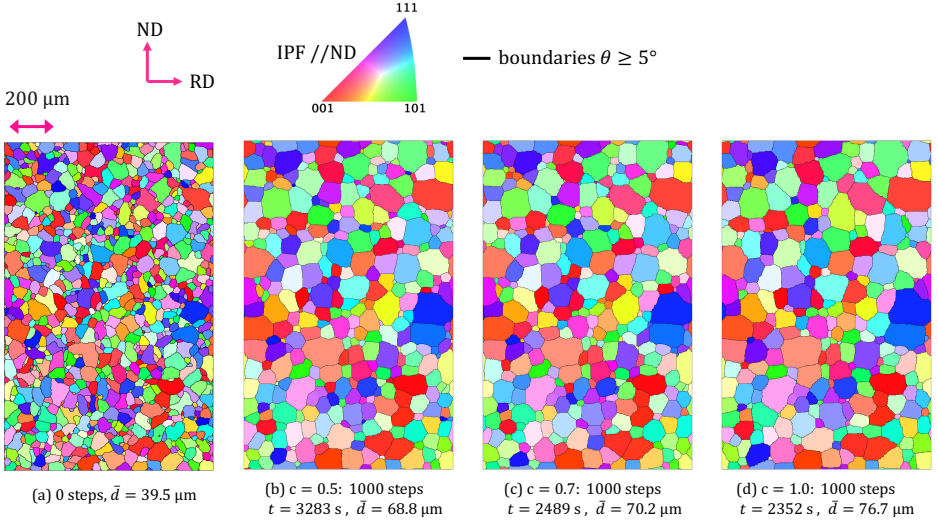 111
ND
IPF //ND
boundaries θ ≥ 5°
RD
001
101
200 μm
(a) 0 steps, d̄ = 39.5 μm
(b) c = 0.5: 1000 steps
t = 3283 s , d̄ = 68.8 μm
(c) c = 0.7: 1000 steps
t = 2489 s , d̄ = 70.2 μm
(d) c = 1.0: 1000 steps
t = 2352 s , d̄ = 76.7 μm